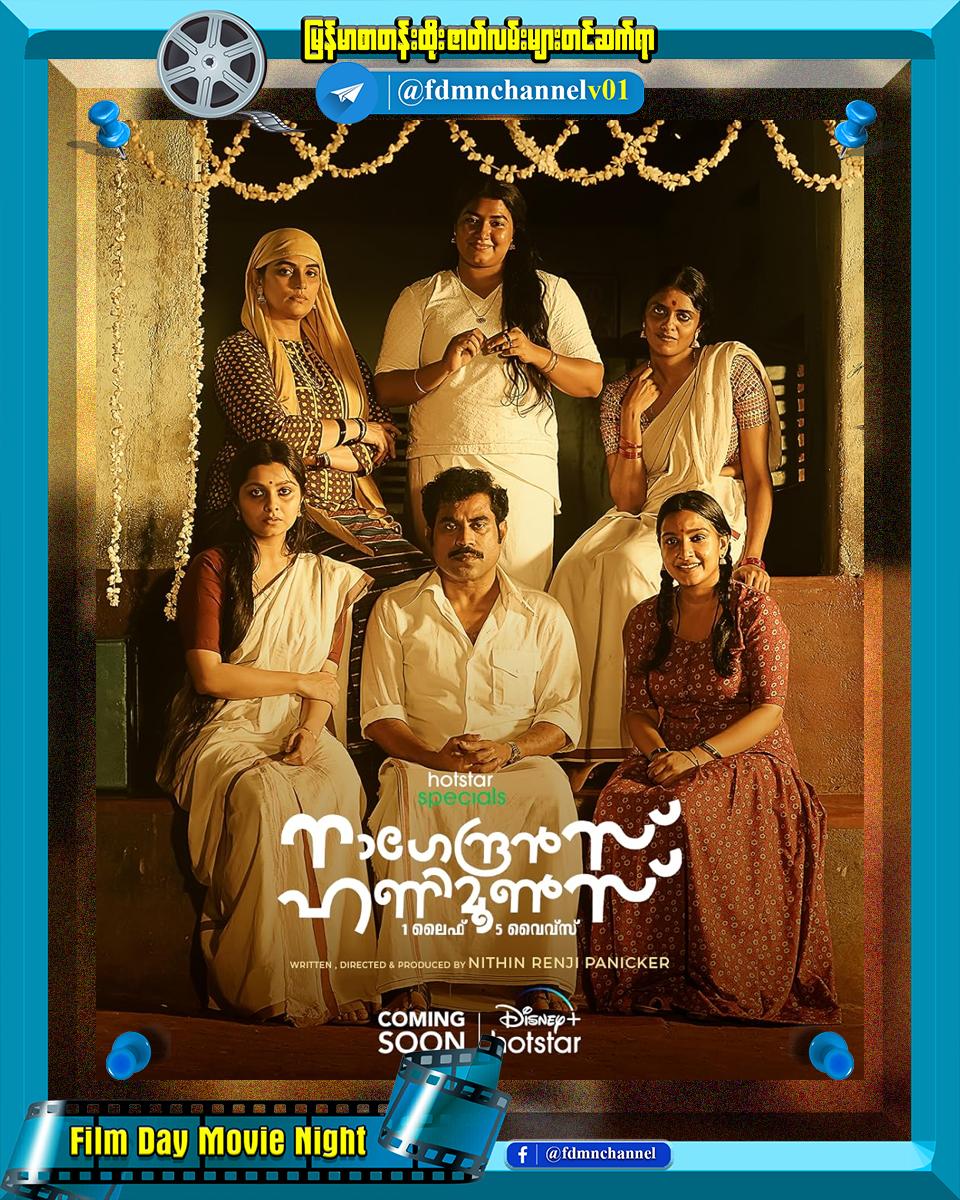 မြန်မာစာတန်းထိုးဇာတ်လမ်းများတင်ဆက်ရာ
@fdmnchannelv01
hotstar
specials
നാഗേന്ദ്രൻസ്
ഹണിമൂൺസ്
1 ലൈഫ് 5 വൈവ്സ്
WRITTEN, DIRECTED & PRODUCED BY NITHIN RENJI PANICKER
COMING SOON
Disney+ hotstar
Film Day Movie Night
f @fdmnchannel